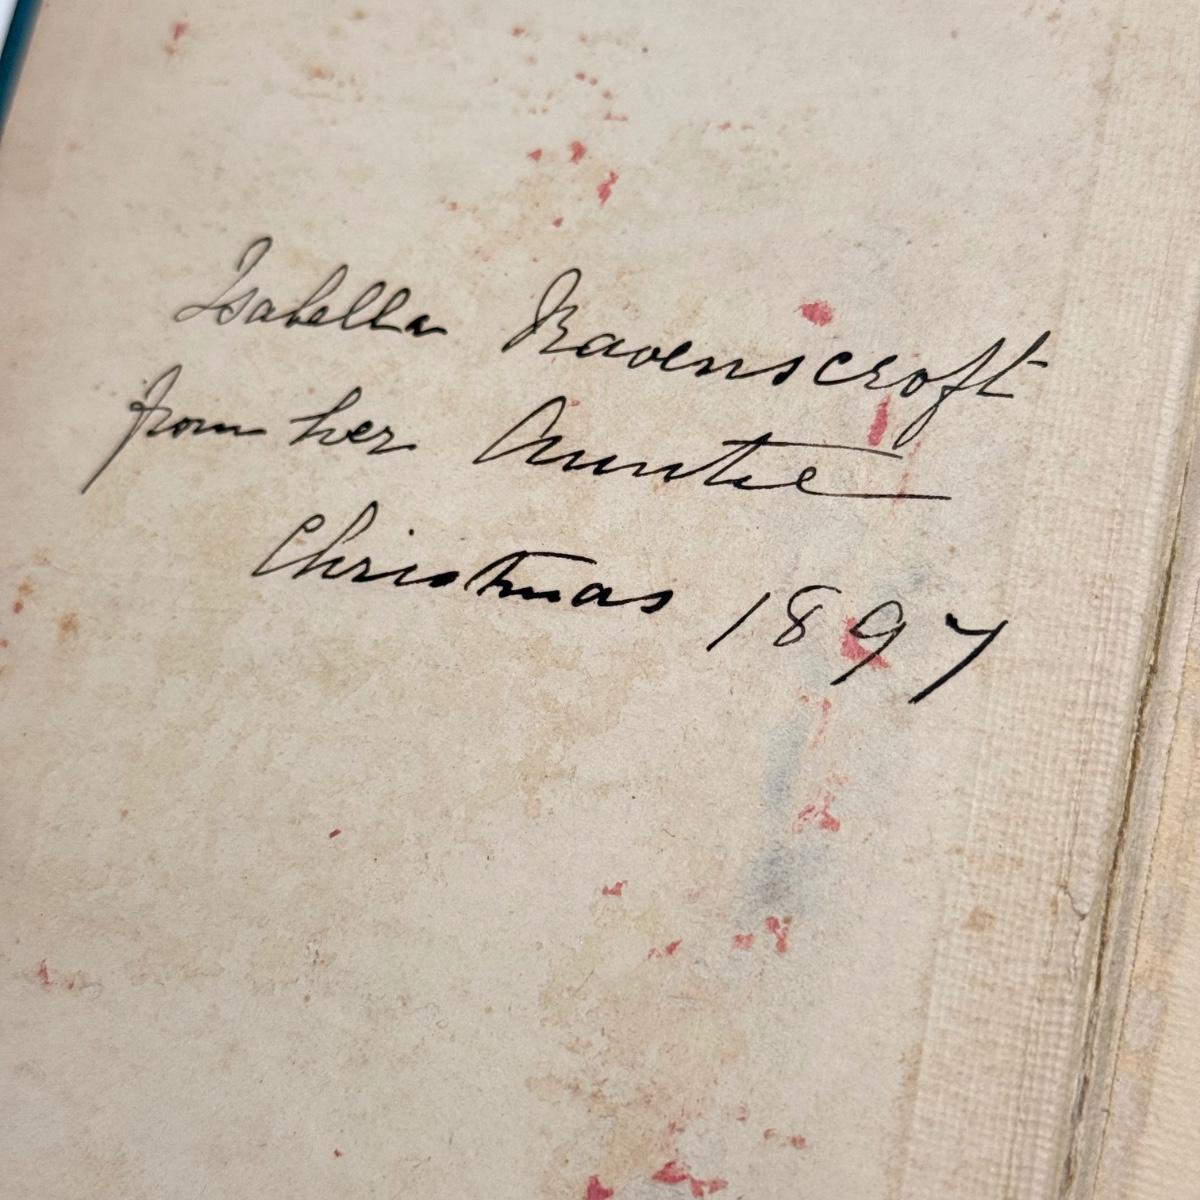 Isabella Ravenscroft
from her Auntie
Christmas 1897